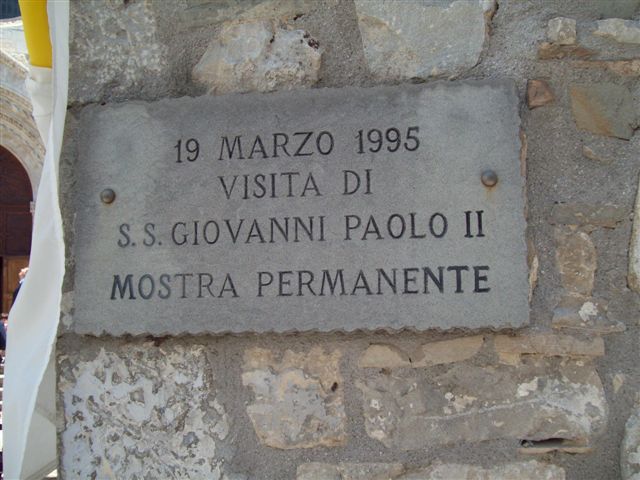 19 MARZO 1995
VISITA DI
S. S. GIOVANNI PAOLO II
MOSTRA PERMANENTE